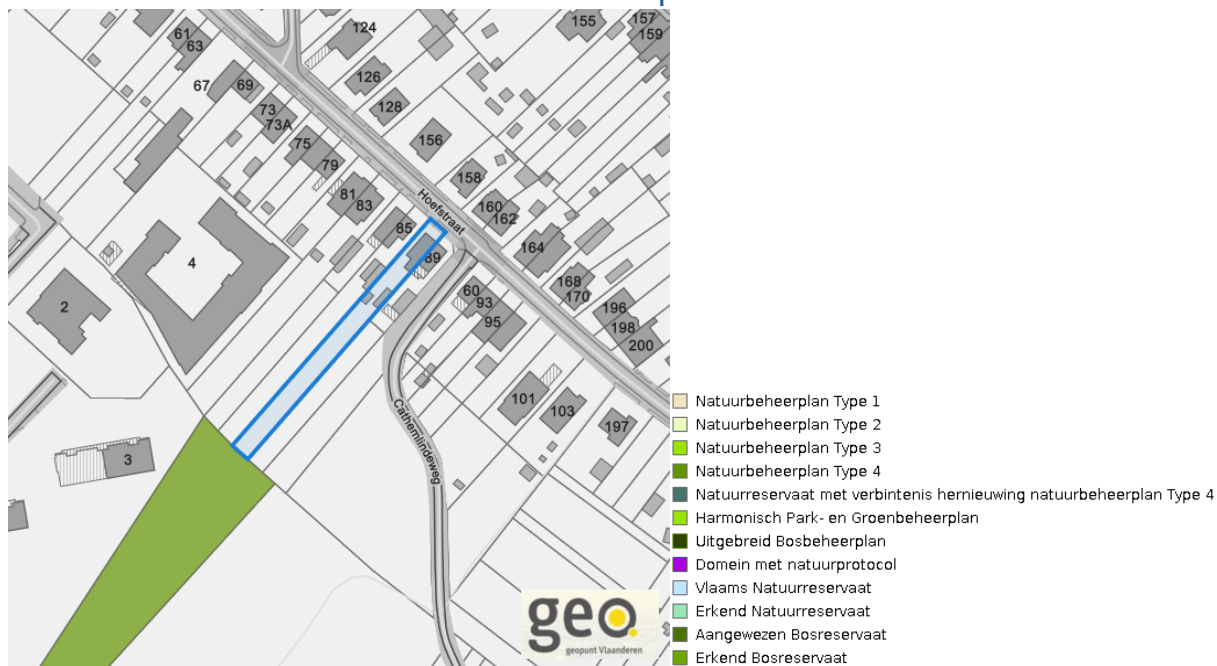 124
155
157
159
61
63
67
69
126
73
73A
128
75
156
79
158
81
83
Hoefstraat
160
162
85
164
89
4
168
170
60
93
2
95
196
198
200
101
103
197
Cathemlindeweg
3
geo
geopunt Vlaanderen
Natuurbeheerplan Type 1
Natuurbeheerplan Type 2
Natuurbeheerplan Type 3
Natuurbeheerplan Type 4
Natuurreservaat met verbintenis hernieuwing natuurbeheerplan Type 4
Harmonisch Park- en Groenbeheerplan
Uitgebreid Bosbeheerplan
Domein met natuurprotocol
Vlaams Natuurreservaat
Erkend Natuurreservaat
Aangewezen Bosreservaat
Erkend Bosreservaat